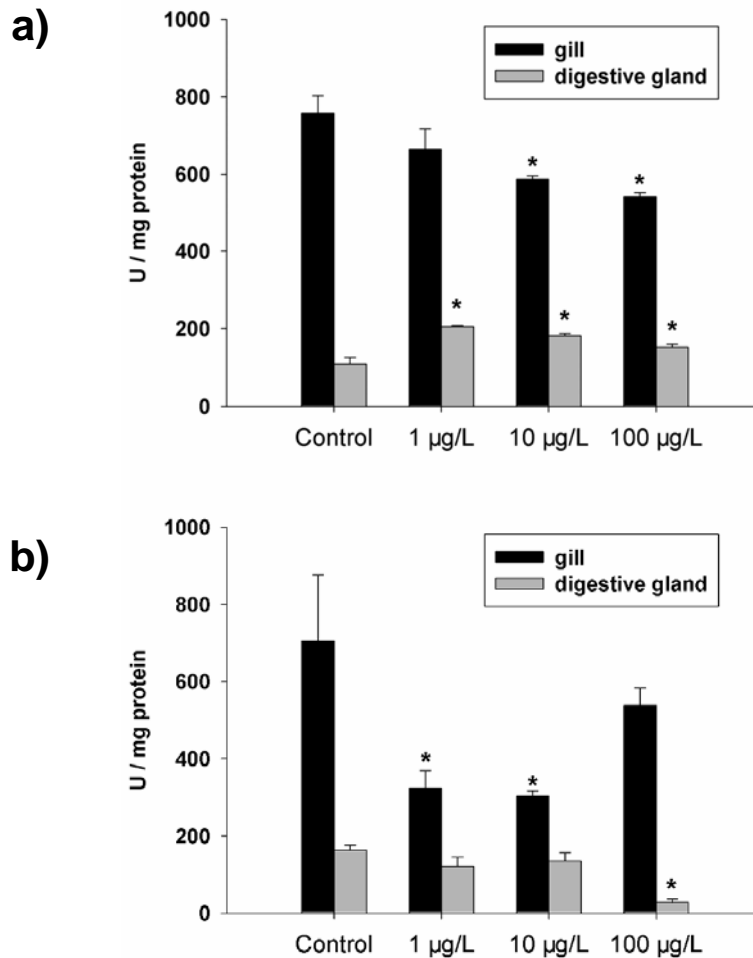 a)
1000
gill
digestive gland
800
600
400
200
0
U / mg protein
*
*
*
*
*
Control
1 µg/L
10 µg/L
100 µg/L
b)
1000
gill
digestive gland
800
600
400
200
0
U / mg protein
*
*
*
Control
1 µg/L
10 µg/L
100 µg/L